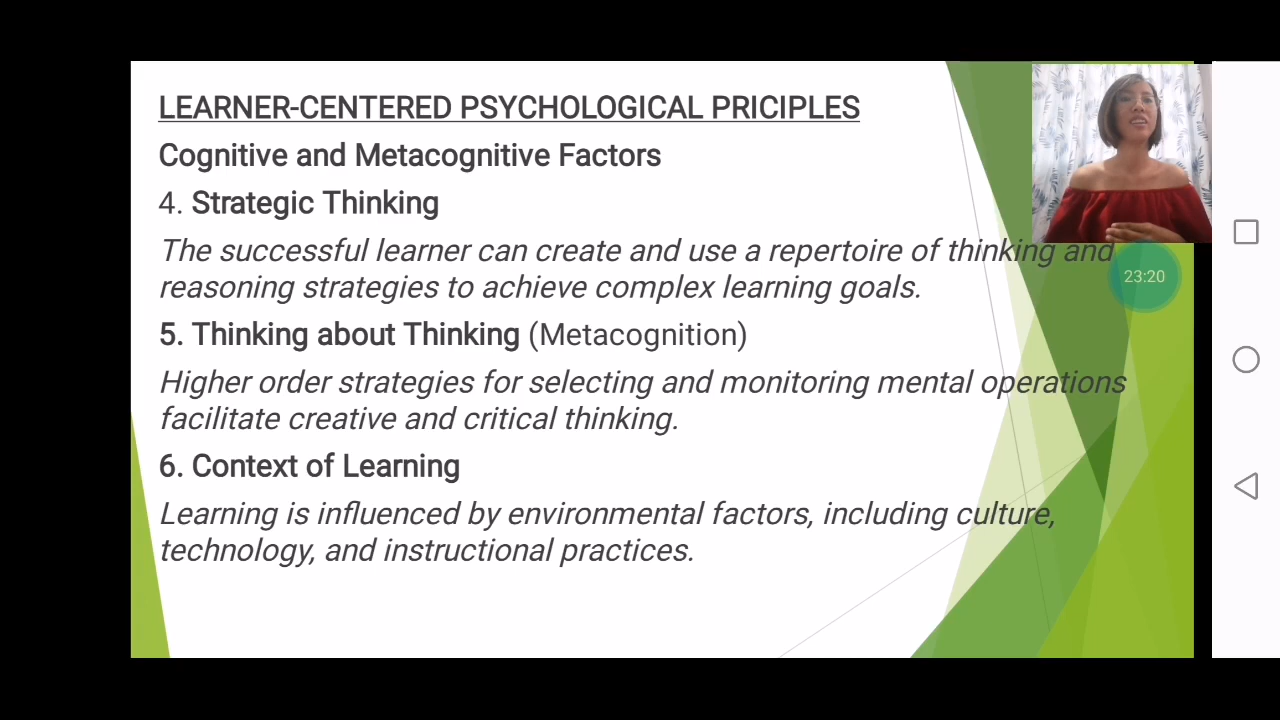 LEARNER-CENTERED PSYCHOLOGICAL PRICIPLES
Cognitive and Metacognitive Factors
4. Strategic Thinking
The successful learner can create and use a repertoire of thinking and
reasoning strategies to achieve complex learning goals.
23:20
5. Thinking about Thinking (Metacognition)
Higher order strategies for selecting and monitoring mental operations
facilitate creative and critical thinking.
6. Context of Learning
Learning is influenced by environmental factors, including culture,
technology, and instructional practices.